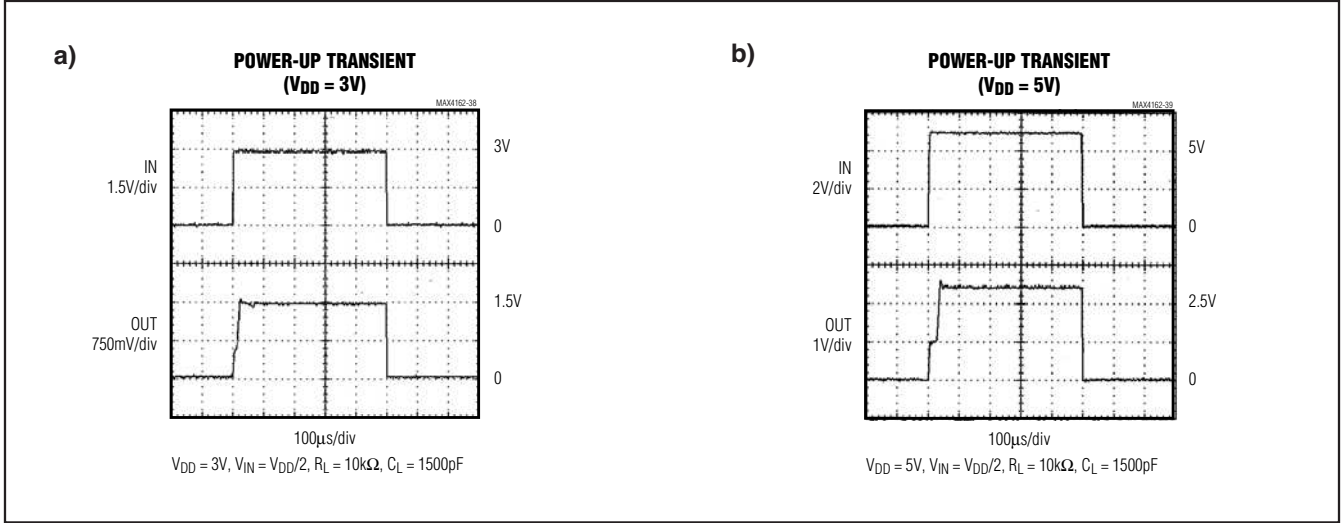 a)
POWER-UP TRANSIENT
(VDD = 3V)
MAX4162-38
IN
1.5V/div
3V
0
OUT
750mV/div
1.5V
0
100µs/div
VDD = 3V, VIN = VDD/2, RL = 10kΩ, CL = 1500pF
b)
POWER-UP TRANSIENT
(VDD = 5V)
MAX4162-39
IN
2V/div
5V
0
OUT
1V/div
2.5V
0
100µs/div
VDD = 5V, VIN = VDD/2, RL = 10kΩ, CL = 1500pF